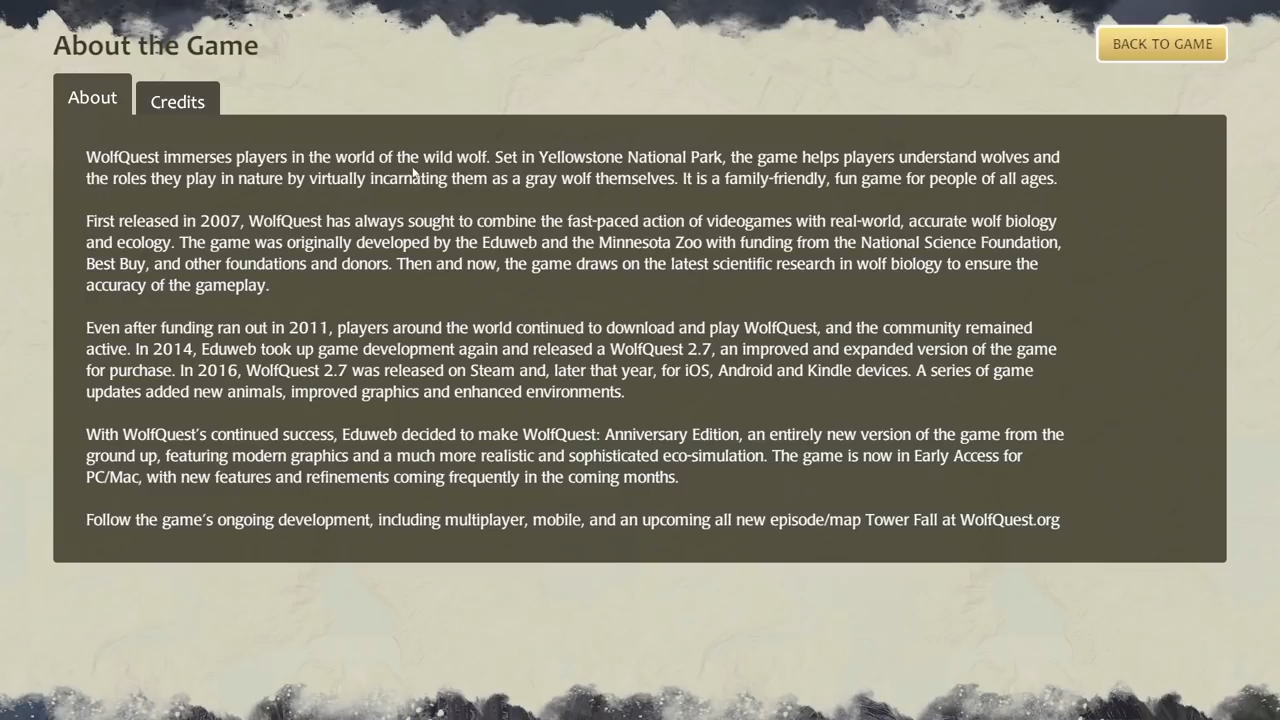 About the Game
BACK TO GAME
About
Credits
WolfQuest immerses players in the world of the wild wolf. Set in Yellowstone National Park, the game helps players understand wolves and
the roles they play in nature by virtually incarnating them as a gray wolf themselves. It is a family-friendly, fun game for people of all ages.
First released in 2007, WolfQuest has always sought to combine the fast-paced action of videogames with real-world, accurate wolf biology
and ecology. The game was originally developed by the Eduweb and the Minnesota Zoo with funding from the National Science Foundation,
Best Buy, and other foundations and donors. Then and now, the game draws on the latest scientific research in wolf biology to ensure the
accuracy of the gameplay.
Even after funding ran out in 2011, players around the world continued to download and play WolfQuest, and the community remained
active. In 2014, Eduweb took up game development again and released a WolfQuest 2.7, an improved and expanded version of the game
for purchase. In 2016, WolfQuest 2.7 was released on Steam and, later that year, for iOS, Android and Kindle devices. A series of game
updates added new animals, improved graphics and enhanced environments.
With WolfQuest's continued success, Eduweb decided to make WolfQuest: Anniversary Edition, an entirely new version of the game from the
ground up, featuring modern graphics and a much more realistic and sophisticated eco-simulation. The game is now in Early Access for
PC/Mac, with new features and refinements coming frequently in the coming months.
Follow the game's ongoing development, including multiplayer, mobile, and an upcoming all new episode/map Tower Fall at WolfQuest.org